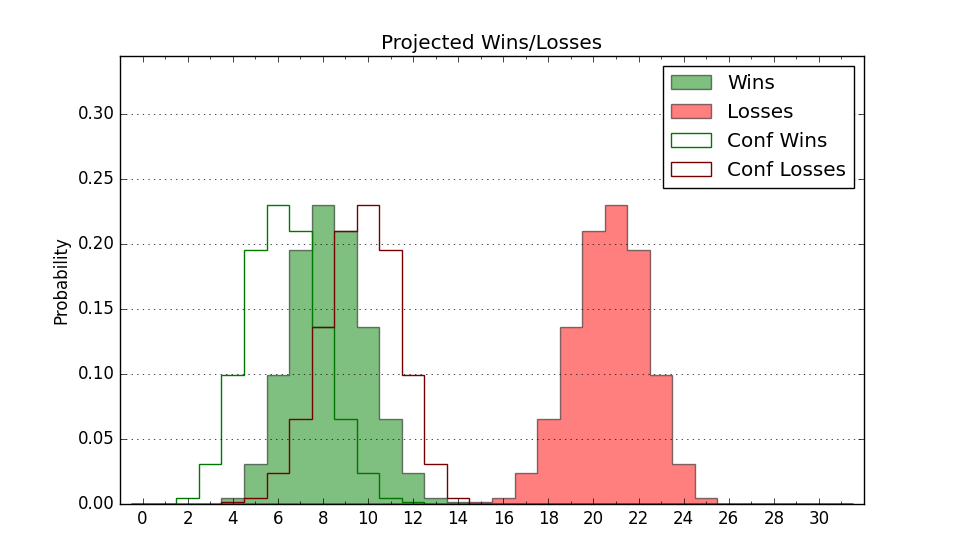 Projected Wins/Losses
Wins
Losses
Conf Wins
Conf Losses
Probability
0.30
0.25
0.20
0.15
0.10
0.05
0.00
0 2 4 6 8 10 12 14 16 18 20 22 24 26 28 30